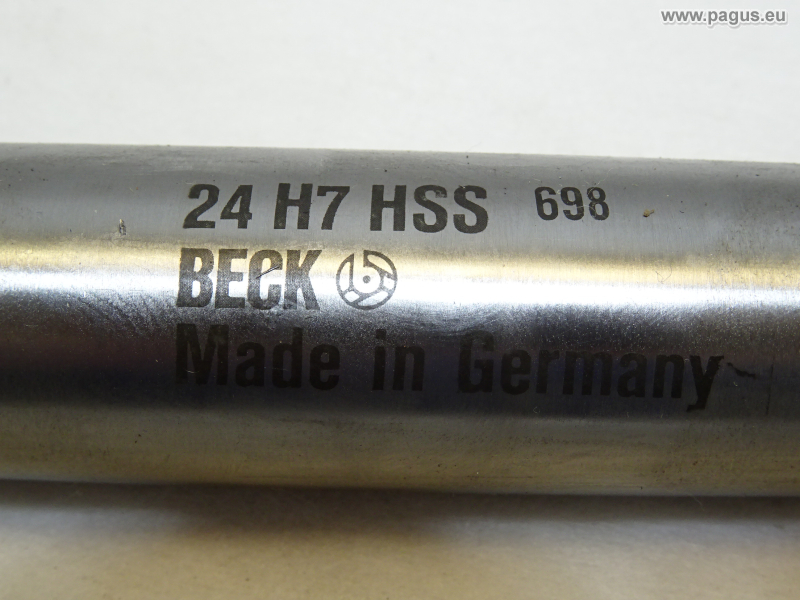 www.pagus.eu
24 H7 HSS 698
BECK
Made in Germany